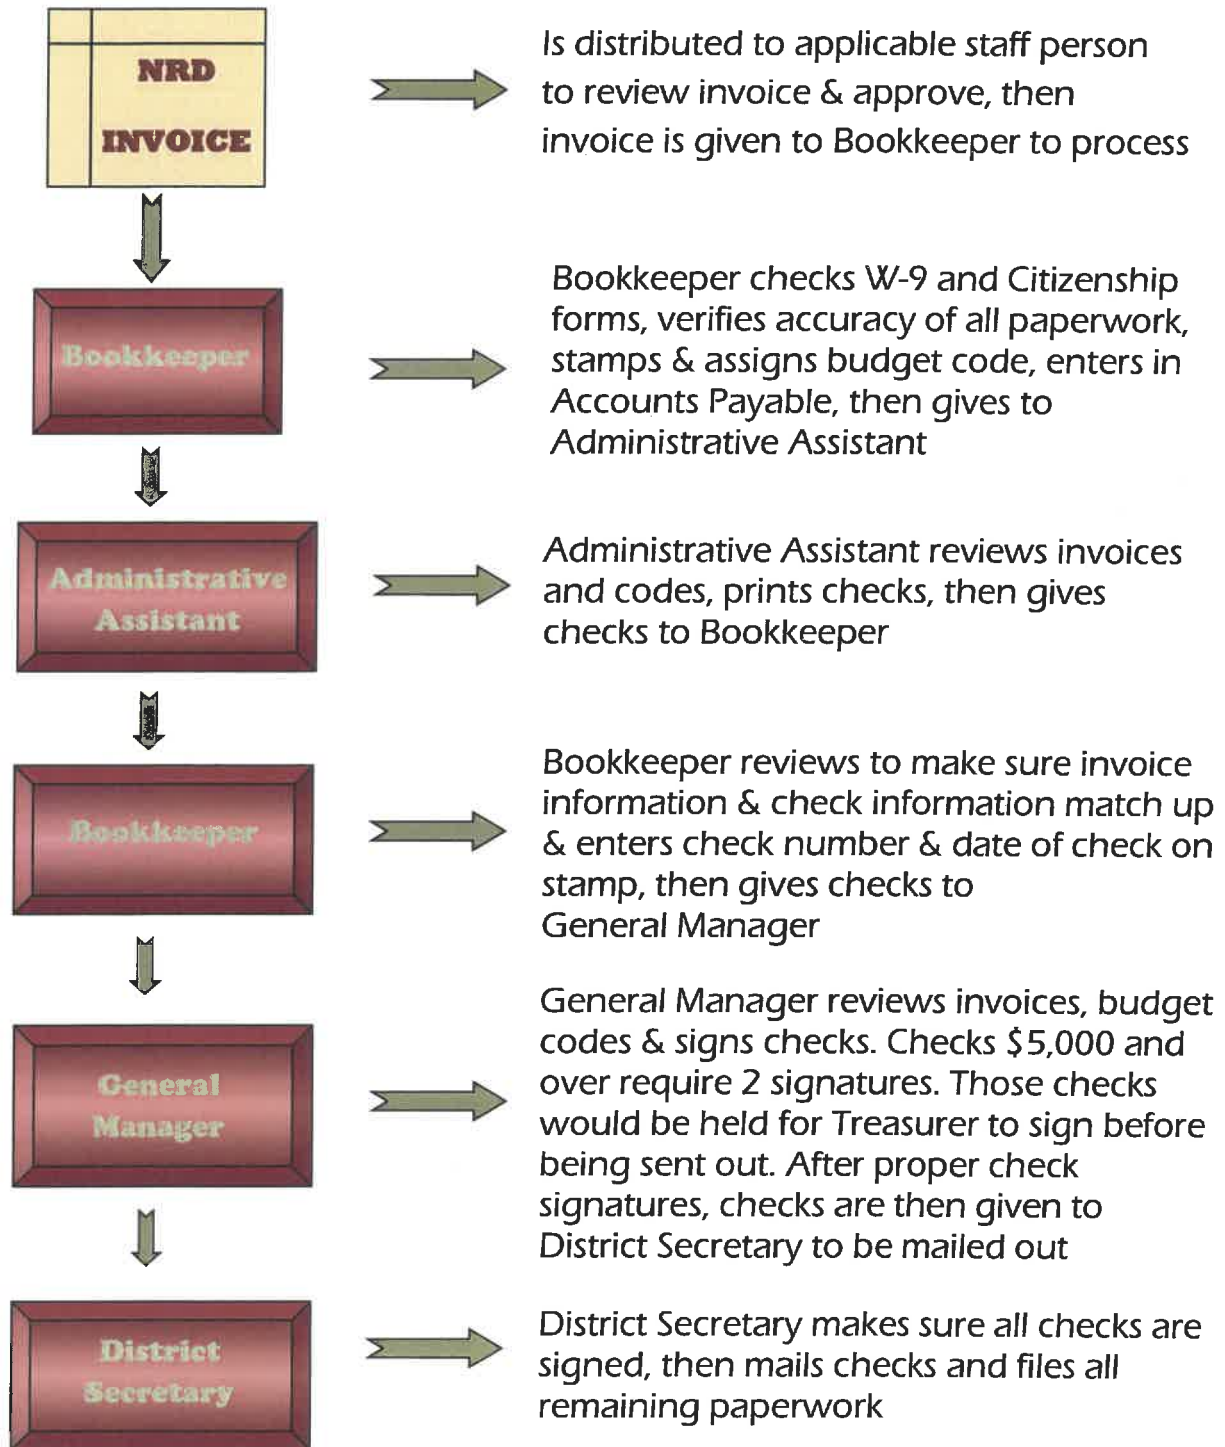 NRD
INVOICE
Is distributed to applicable staff person
to review invoice & approve, then
invoice is given to Bookkeeper to process
Bookkeeper
Bookkeeper checks W-9 and Citizenship
forms, verifies accuracy of all paperwork,
stamps & assigns budget code, enters in
Accounts Payable, then gives to
Administrative Assistant
Administrative
Assistant
Administrative Assistant reviews invoices
and codes, prints checks, then gives
checks to Bookkeeper
Bookkeeper
Bookkeeper reviews to make sure invoice
information & check information match up
& enters check number & date of check on
stamp, then gives checks to
General Manager
General
Manager
General Manager reviews invoices, budget
codes & signs checks. Checks $5,000 and
over require 2 signatures. Those checks
would be held for Treasurer to sign before
being sent out. After proper check
signatures, checks are then given to
District Secretary to be mailed out
District
Secretary
District Secretary makes sure all checks are
signed, then mails checks and files all
remaining paperwork